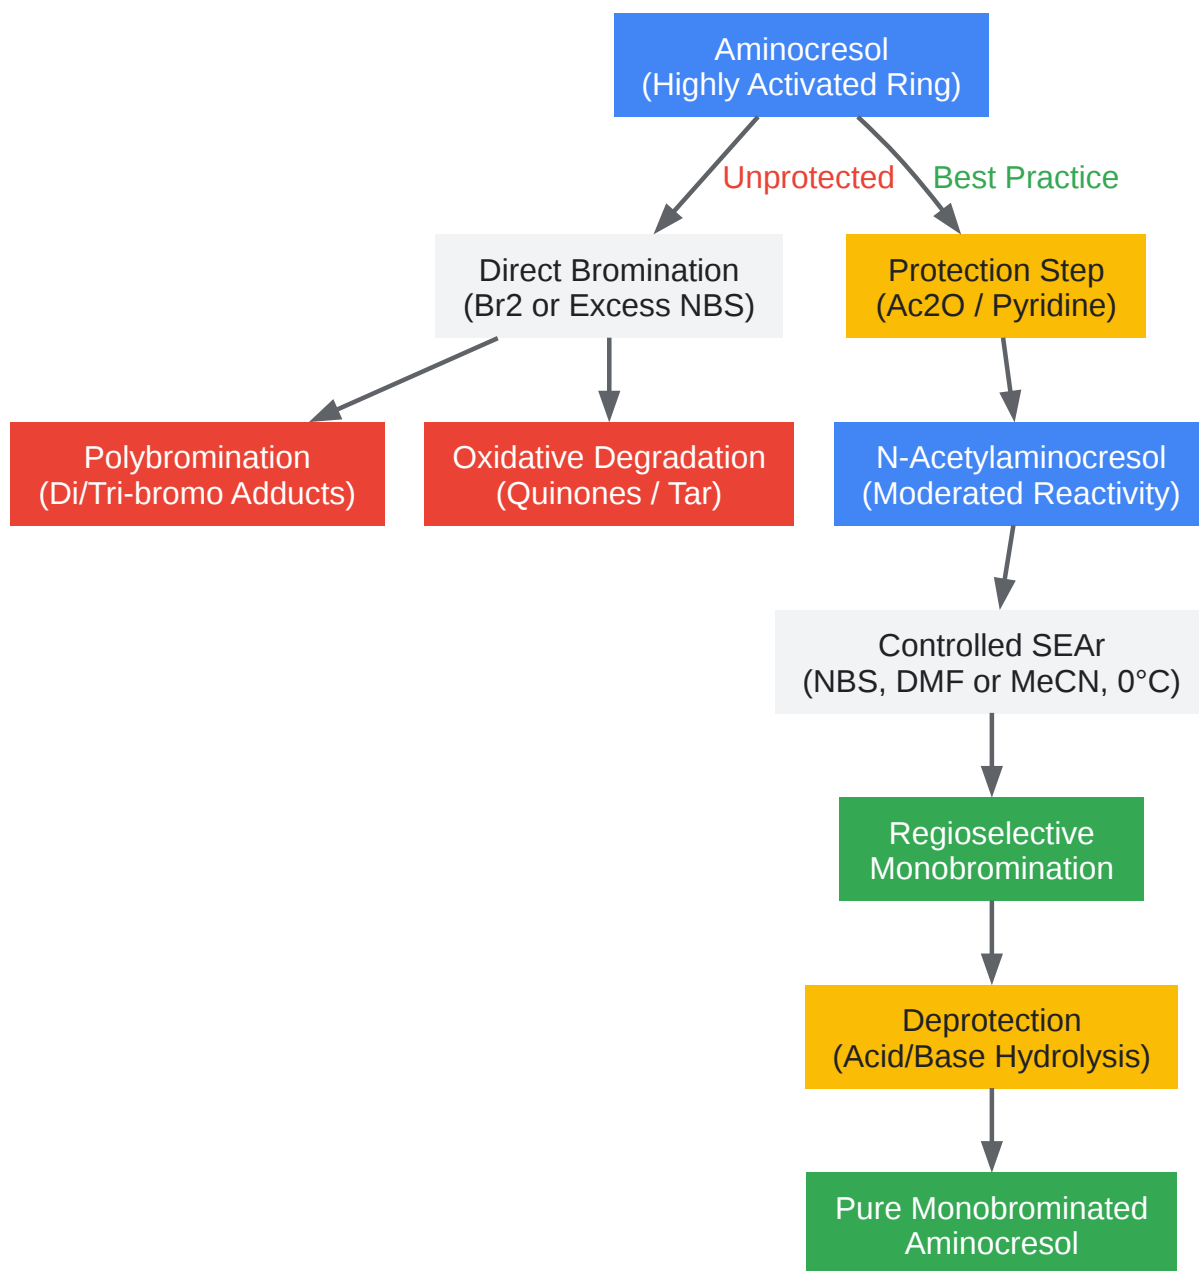 Aminocresol
(Highly Activated Ring)
Unprotected
Best Practice
Direct Bromination
(Br2 or Excess NBS)
Protection Step
(Ac2O / Pyridine)
Polybromination
(Di/Tri-bromo Adducts)
Oxidative Degradation
(Quinones / Tar)
N-Acetylaminocresol
(Moderated Reactivity)
Controlled SEAr
(NBS, DMF or MeCN, 0°C)
Regioselective
Monobromination
Deprotection
(Acid/Base Hydrolysis)
Pure Monobrominated
Aminocresol